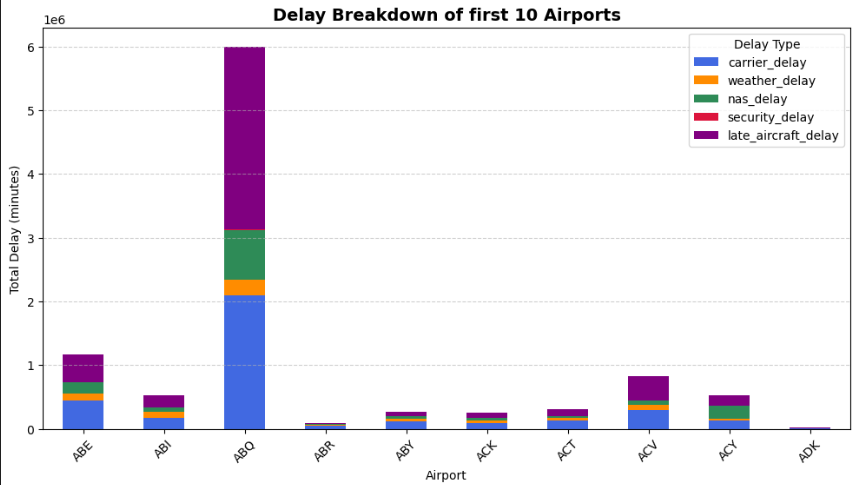 Delay Breakdown of first 10 Airports
1e6
6
5
4
3
2
1
0
Total Delay (minutes)
Delay Type
carrier_delay
weather_delay
nas_delay
security_delay
late_aircraft_delay
ABE
ABI
ABQ
ABR
ABY
ACK
ACT
ACV
ACY
ADK
Airport